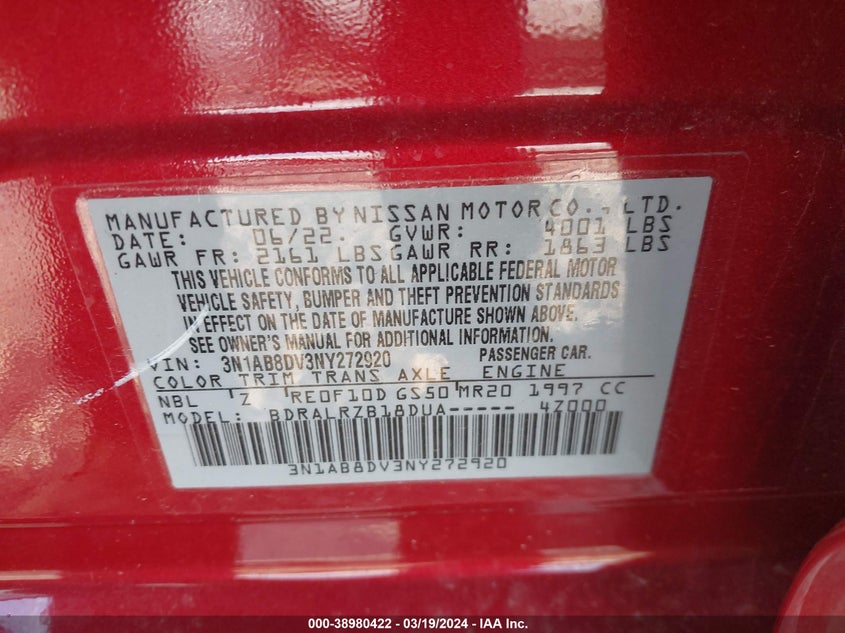 MANUFACTURED BY NISSAN MOTOR CO., LTD.
DATE: 06/22. GVWR: 4001 LBS
GAWR FR: 2161 LBS GAWR RR: 1863 LBS
THIS VEHICLE CONFORMS TO ALL APPLICABLE FEDERAL MOTOR
VEHICLE SAFETY, BUMPER AND THEFT PREVENTION STANDARDS
IN EFFECT ON THE DATE OF MANUFACTURE SHOWN ABOVE.
SEE OWNER'S MANUAL FOR ADDITIONAL INFORMATION.
VIN: 3N1AB8DV3NY272920 PASSENGER CAR.
COLOR TRIM TRANS AXLE ENGINE
NBL Z RE0F10D GS50 MR20 1997 CC
MODEL: BDRALRZB18DUA----- 4Z000
3N1AB8DV3NY272920
000-38980422 - 03/19/2024 - IAA Inc.